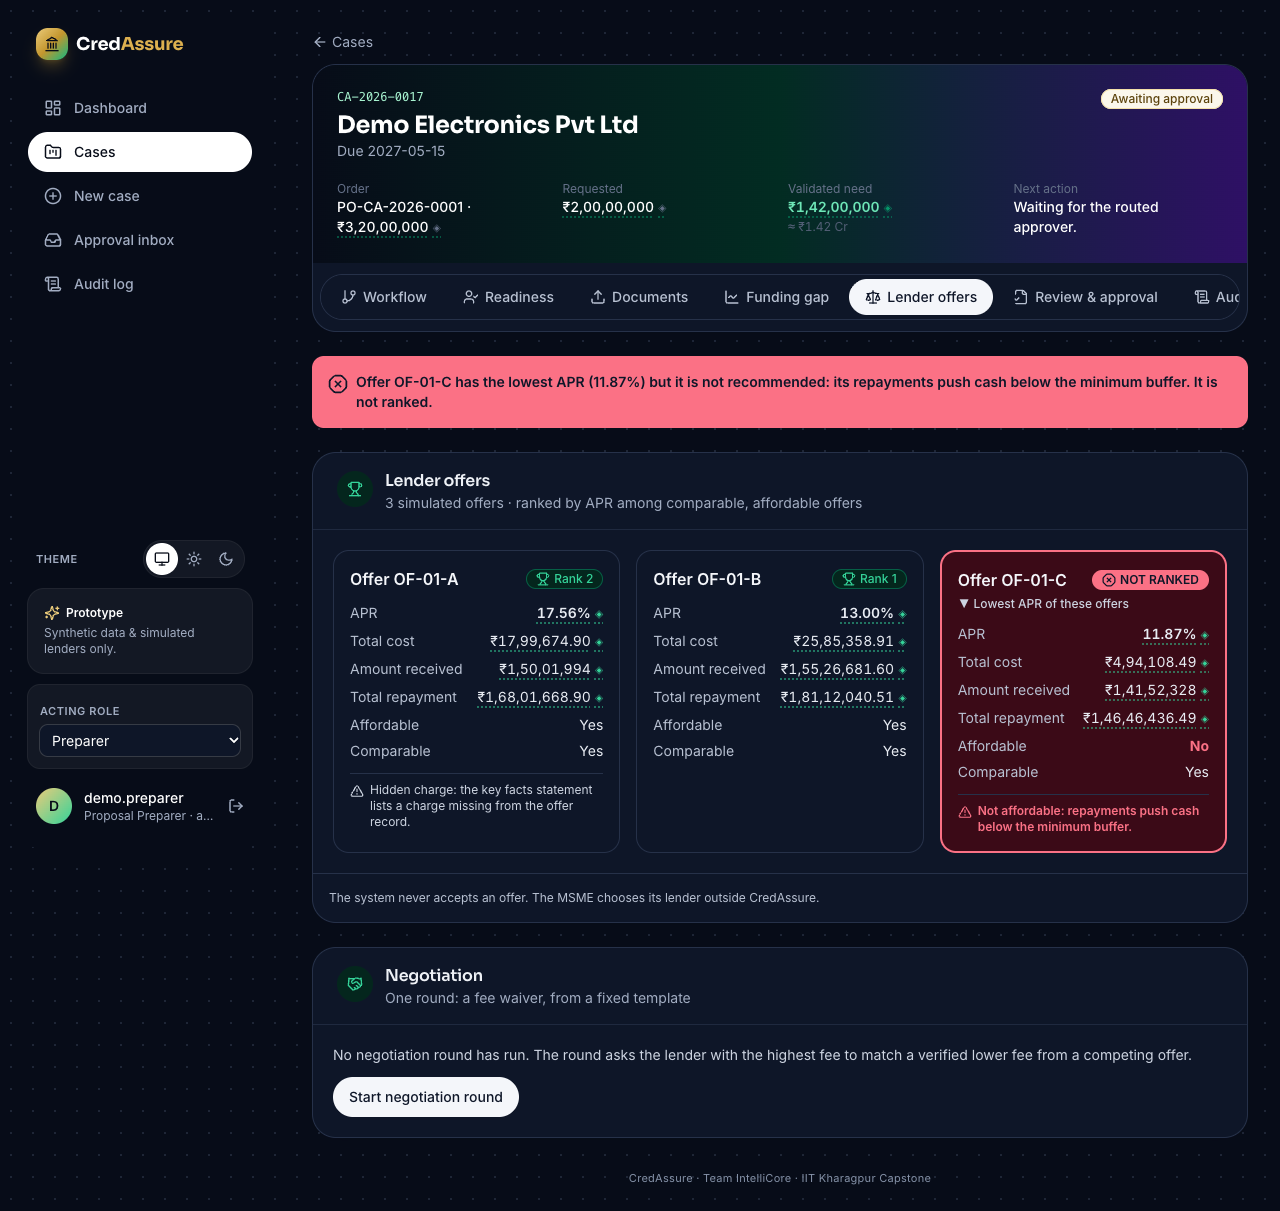 CredAssure
Dashboard
Cases
New case
Approval inbox
Audit log
THEME
Prototype
Synthetic data & simulated
lenders only.
ACTING ROLE
Preparer
D
demo.preparer
Proposal Preparer · a...
← Cases
CA-2026-0017
Awaiting approval
Demo Electronics Pvt Ltd
Due 2027-05-15
Order
PO-CA-2026-0001 ·
₹3,20,00,000
Requested
₹2,00,00,000
Validated need
₹1,42,00,000
≈ ₹1.42 Cr
Next action
Waiting for the routed
approver.
Workflow
Readiness
Documents
Funding gap
Lender offers
Review & approval
Auc
Offer OF-01-C has the lowest APR (11.87%) but it is not recommended: its repayments push cash below the minimum buffer. It is
not ranked.
Lender offers
3 simulated offers · ranked by APR among comparable, affordable offers
Offer OF-01-A
Rank 2
APR 17.56%
Total cost ₹17,99,674.90
Amount received ₹1,50,01,994
Total repayment ₹1,68,01,668.90
Affordable Yes
Comparable Yes
Hidden charge: the key facts statement
lists a charge missing from the offer
record.
Offer OF-01-B
Rank 1
APR 13.00%
Total cost ₹25,85,358.91
Amount received ₹1,55,26,681.60
Total repayment ₹1,81,12,040.51
Affordable Yes
Comparable Yes
Offer OF-01-C
NOT RANKED
▼ Lowest APR of these offers
APR 11.87%
Total cost ₹4,94,108.49
Amount received ₹1,41,52,328
Total repayment ₹1,46,46,436.49
Affordable No
Comparable Yes
Not affordable: repayments push cash
below the minimum buffer.
The system never accepts an offer. The MSME chooses its lender outside CredAssure.
Negotiation
One round: a fee waiver, from a fixed template
No negotiation round has run. The round asks the lender with the highest fee to match a verified lower fee from a competing offer.
Start negotiation round
CredAssure · Team IntelliCore · IIT Kharagpur Capstone